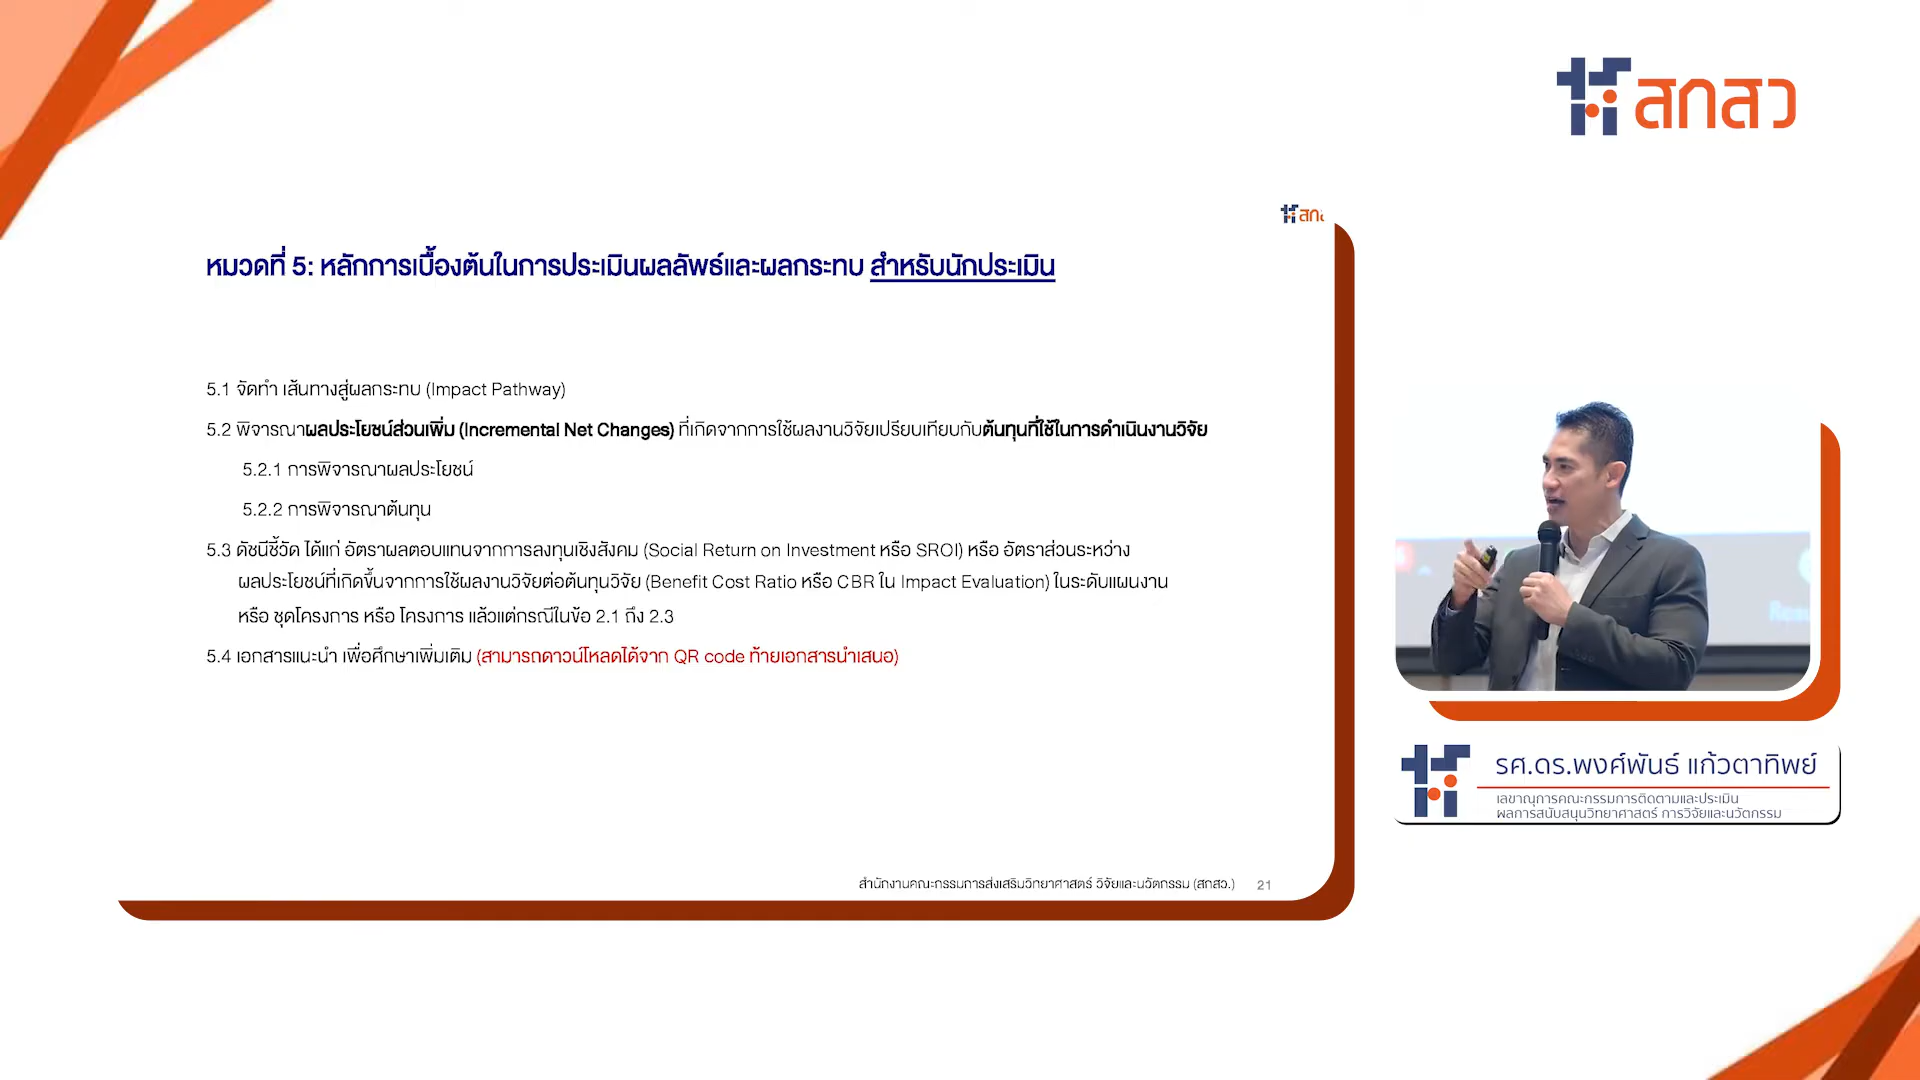 สกสว
สกส
หมวดที่ 5: หลักการเบื้องต้นในการประเมินผลลัพธ์และผลกระทบ สำหรับนักประเมิน
5.1 จัดทำ เส้นทางสู่ผลกระทบ (Impact Pathway)
5.2 พิจารณาผลประโยชน์ส่วนเพิ่ม (Incremental Net Changes) ที่เกิดจากการใช้ผลงานวิจัยเปรียบเทียบกับต้นทุนที่ใช้ในการดำเนินงานวิจัย
5.2.1 การพิจารณาผลประโยชน์
5.2.2 การพิจารณาต้นทุน
5.3 ดัชนีชี้วัด ได้แก่ อัตราผลตอบแทนจากการลงทุนเชิงสังคม (Social Return on Investment หรือ SROI) หรือ อัตราส่วนระหว่าง
ผลประโยชน์ที่เกิดขึ้นจากการใช้ผลงานวิจัยต่อต้นทุนวิจัย (Benefit Cost Ratio หรือ CBR ใน Impact Evaluation) ในระดับแผนงาน
หรือ ชุดโครงการ หรือ โครงการ แล้วแต่กรณีในข้อ 2.1 ถึง 2.3
5.4 เอกสารแนะนำ เพื่อศึกษาเพิ่มเติม (สามารถดาวน์โหลดได้จาก QR code ท้ายเอกสารนำเสนอ)
สำนักงานคณะกรรมการส่งเสริมวิทยาศาสตร์ วิจัยและนวัตกรรม (สกสว.) 21
รศ.ดร.พงศ์พันธ์ แก้วตาทิพย์
เลขาณุการคณะกรรมการติดตามและประเมิน
ผลการสนับสนุนวิทยาศาสตร์ การวิจัยและนวัตกรรม